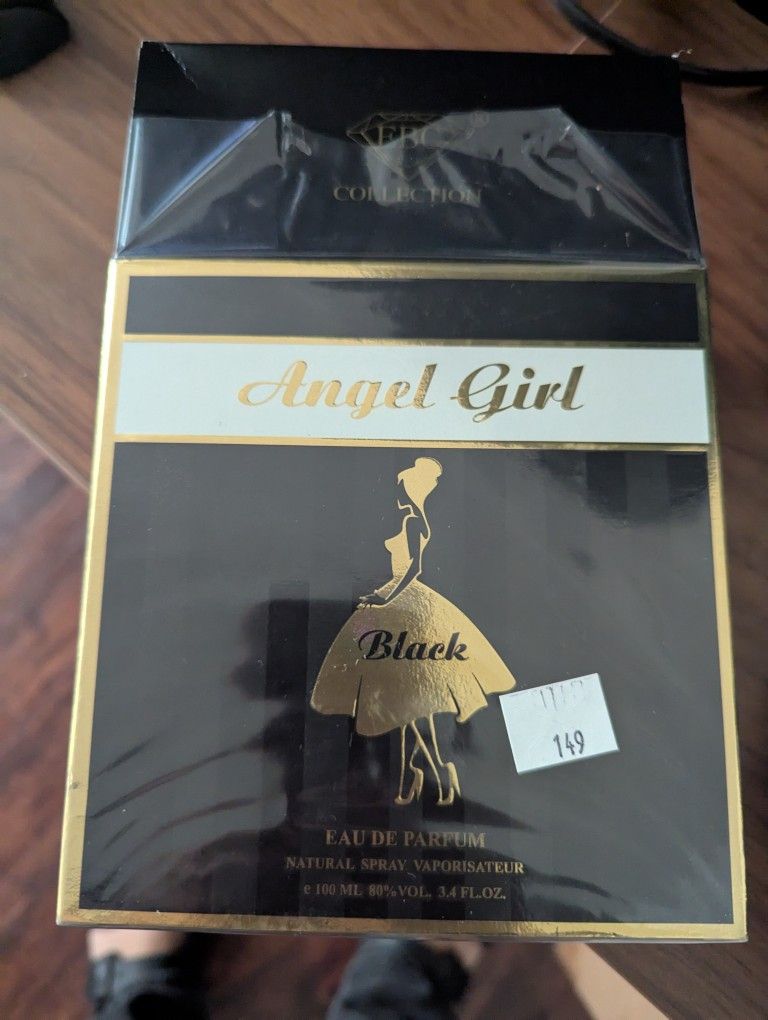 EBC®
COLLECTION
Angel Girl
Black
149
EAU DE PARFUM
NATURAL SPRAY VAPORISATEUR
e 100 ML 80% VOL. 3.4 FL.OZ.